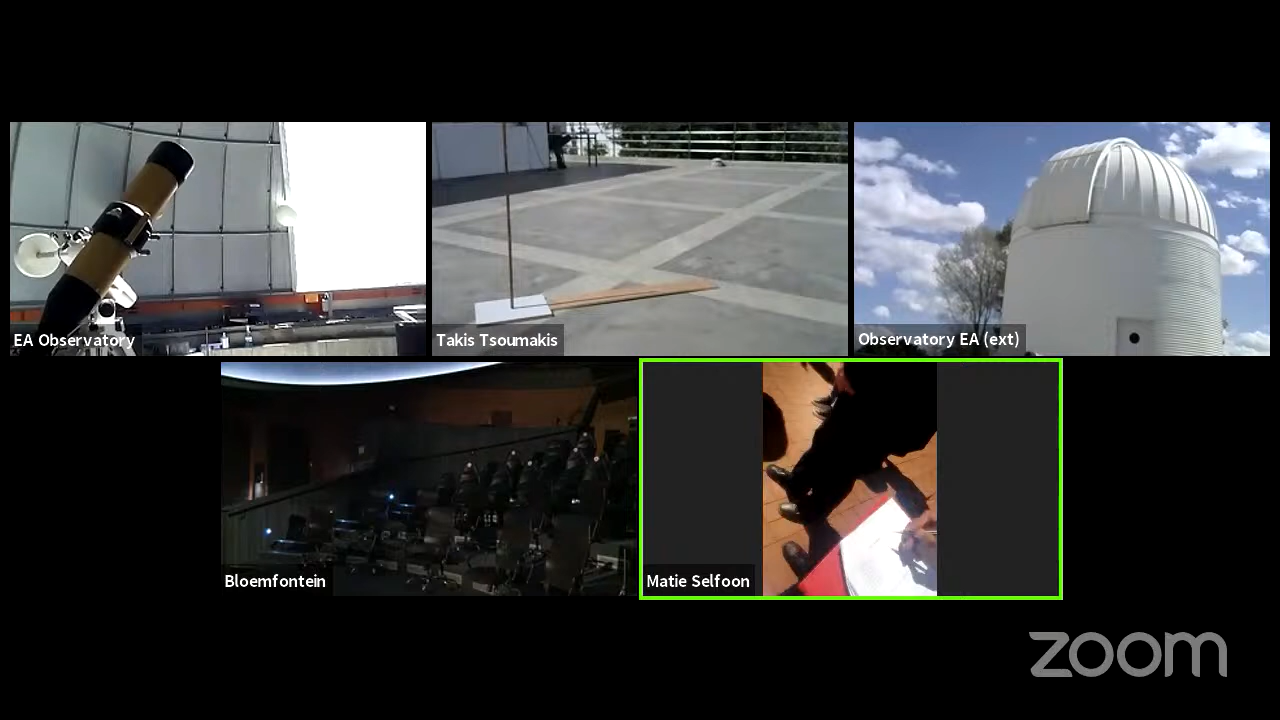 EA Observatory
Takis Tsoumakis
Observatory EA (ext)
Bloemfontein
Matie Selfoon
zoom